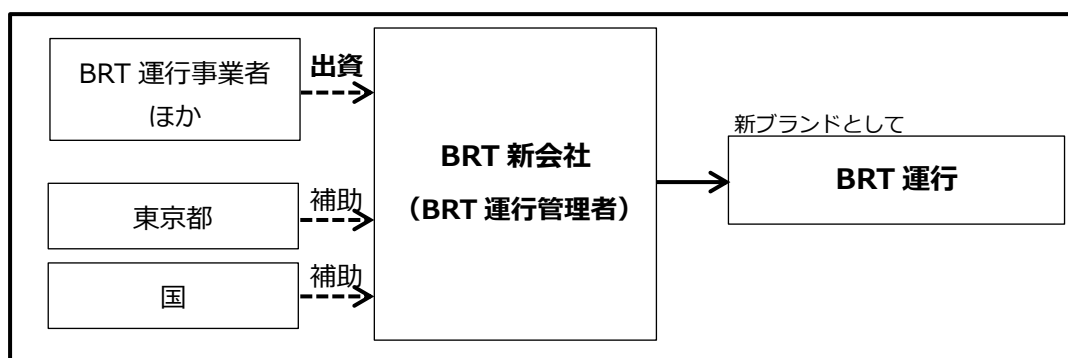 BRT 運行事業者
ほか
出資
東京都
補助
国
補助
BRT 新会社
（BRT 運行管理者）
新ブランドとして
BRT 運行